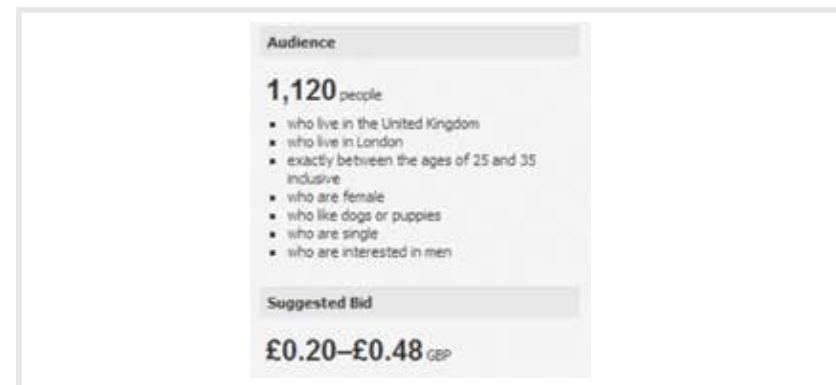 Audience
1,120 people
▪ who live in the United Kingdom
▪ who live in London
▪ exactly between the ages of 25 and 35
inclusive
▪ who are female
▪ who like dogs or puppies
▪ who are single
▪ who are interested in men
Suggested Bid
£0.20–£0.48 GBP